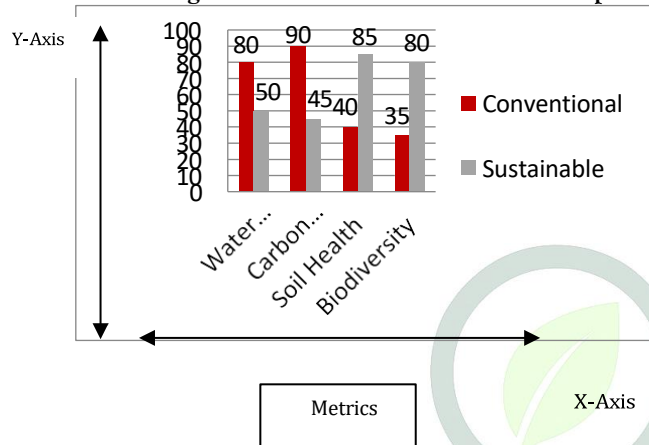 Y-Axis
100
90
80
70
60
50
40
30
20
10
0
80
50
90
45
40
85
35
80
Water...
Carbon...
Soil Health
Biodiversity
Conventional
Sustainable
Metrics
X-Axis